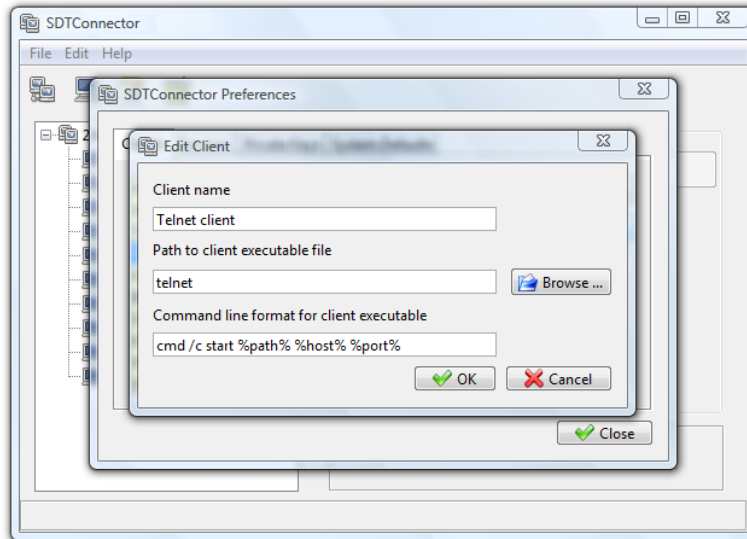 SDTConnector
File Edit Help
SDTConnector Preferences
Edit Client
Client name
Telnet client
Path to client executable file
telnet
Browse ...
Command line format for client executable
cmd /c start %path% %host% %port%
OK
Cancel
Close